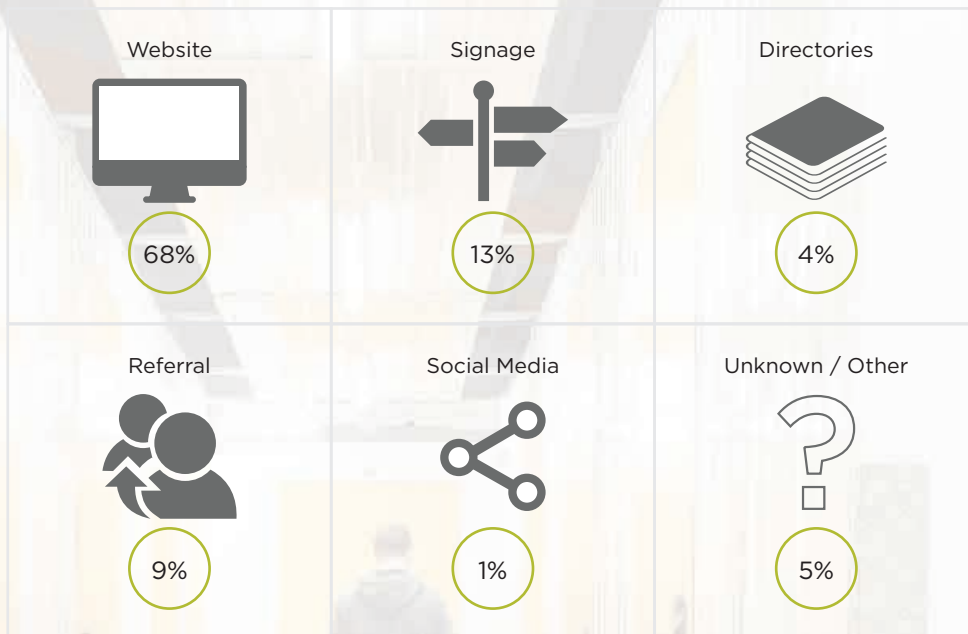 Website
Signage
Directories
68%
13%
4%
Referral
Social Media
Unknown / Other
9%
1%
5%